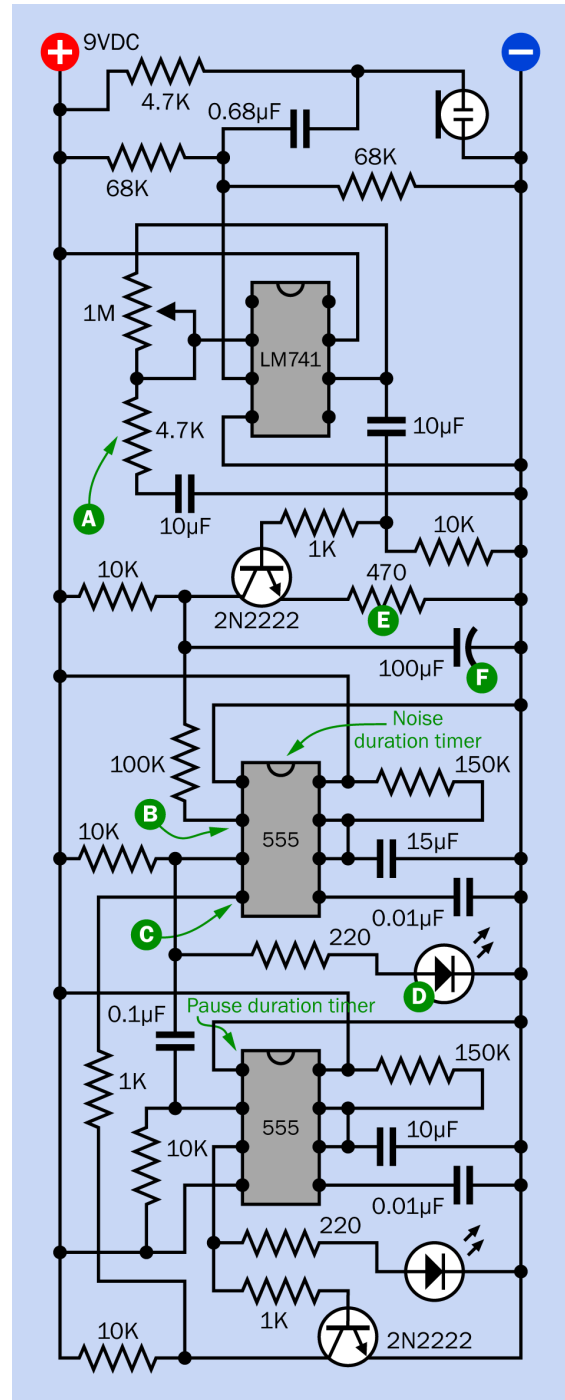 + 9VDC −
4.7K
0.68µF
68K
68K
1M
LM741
4.7K
10µF
A
10µF
1K
10K
10K
2N2222
470
E
100µF
F
Noise
duration timer
100K
150K
B
10K
555
15µF
C
0.01µF
220
D
Pause duration timer
0.1µF
150K
1K
555
10µF
10K
0.01µF
220
1K
10K
2N2222